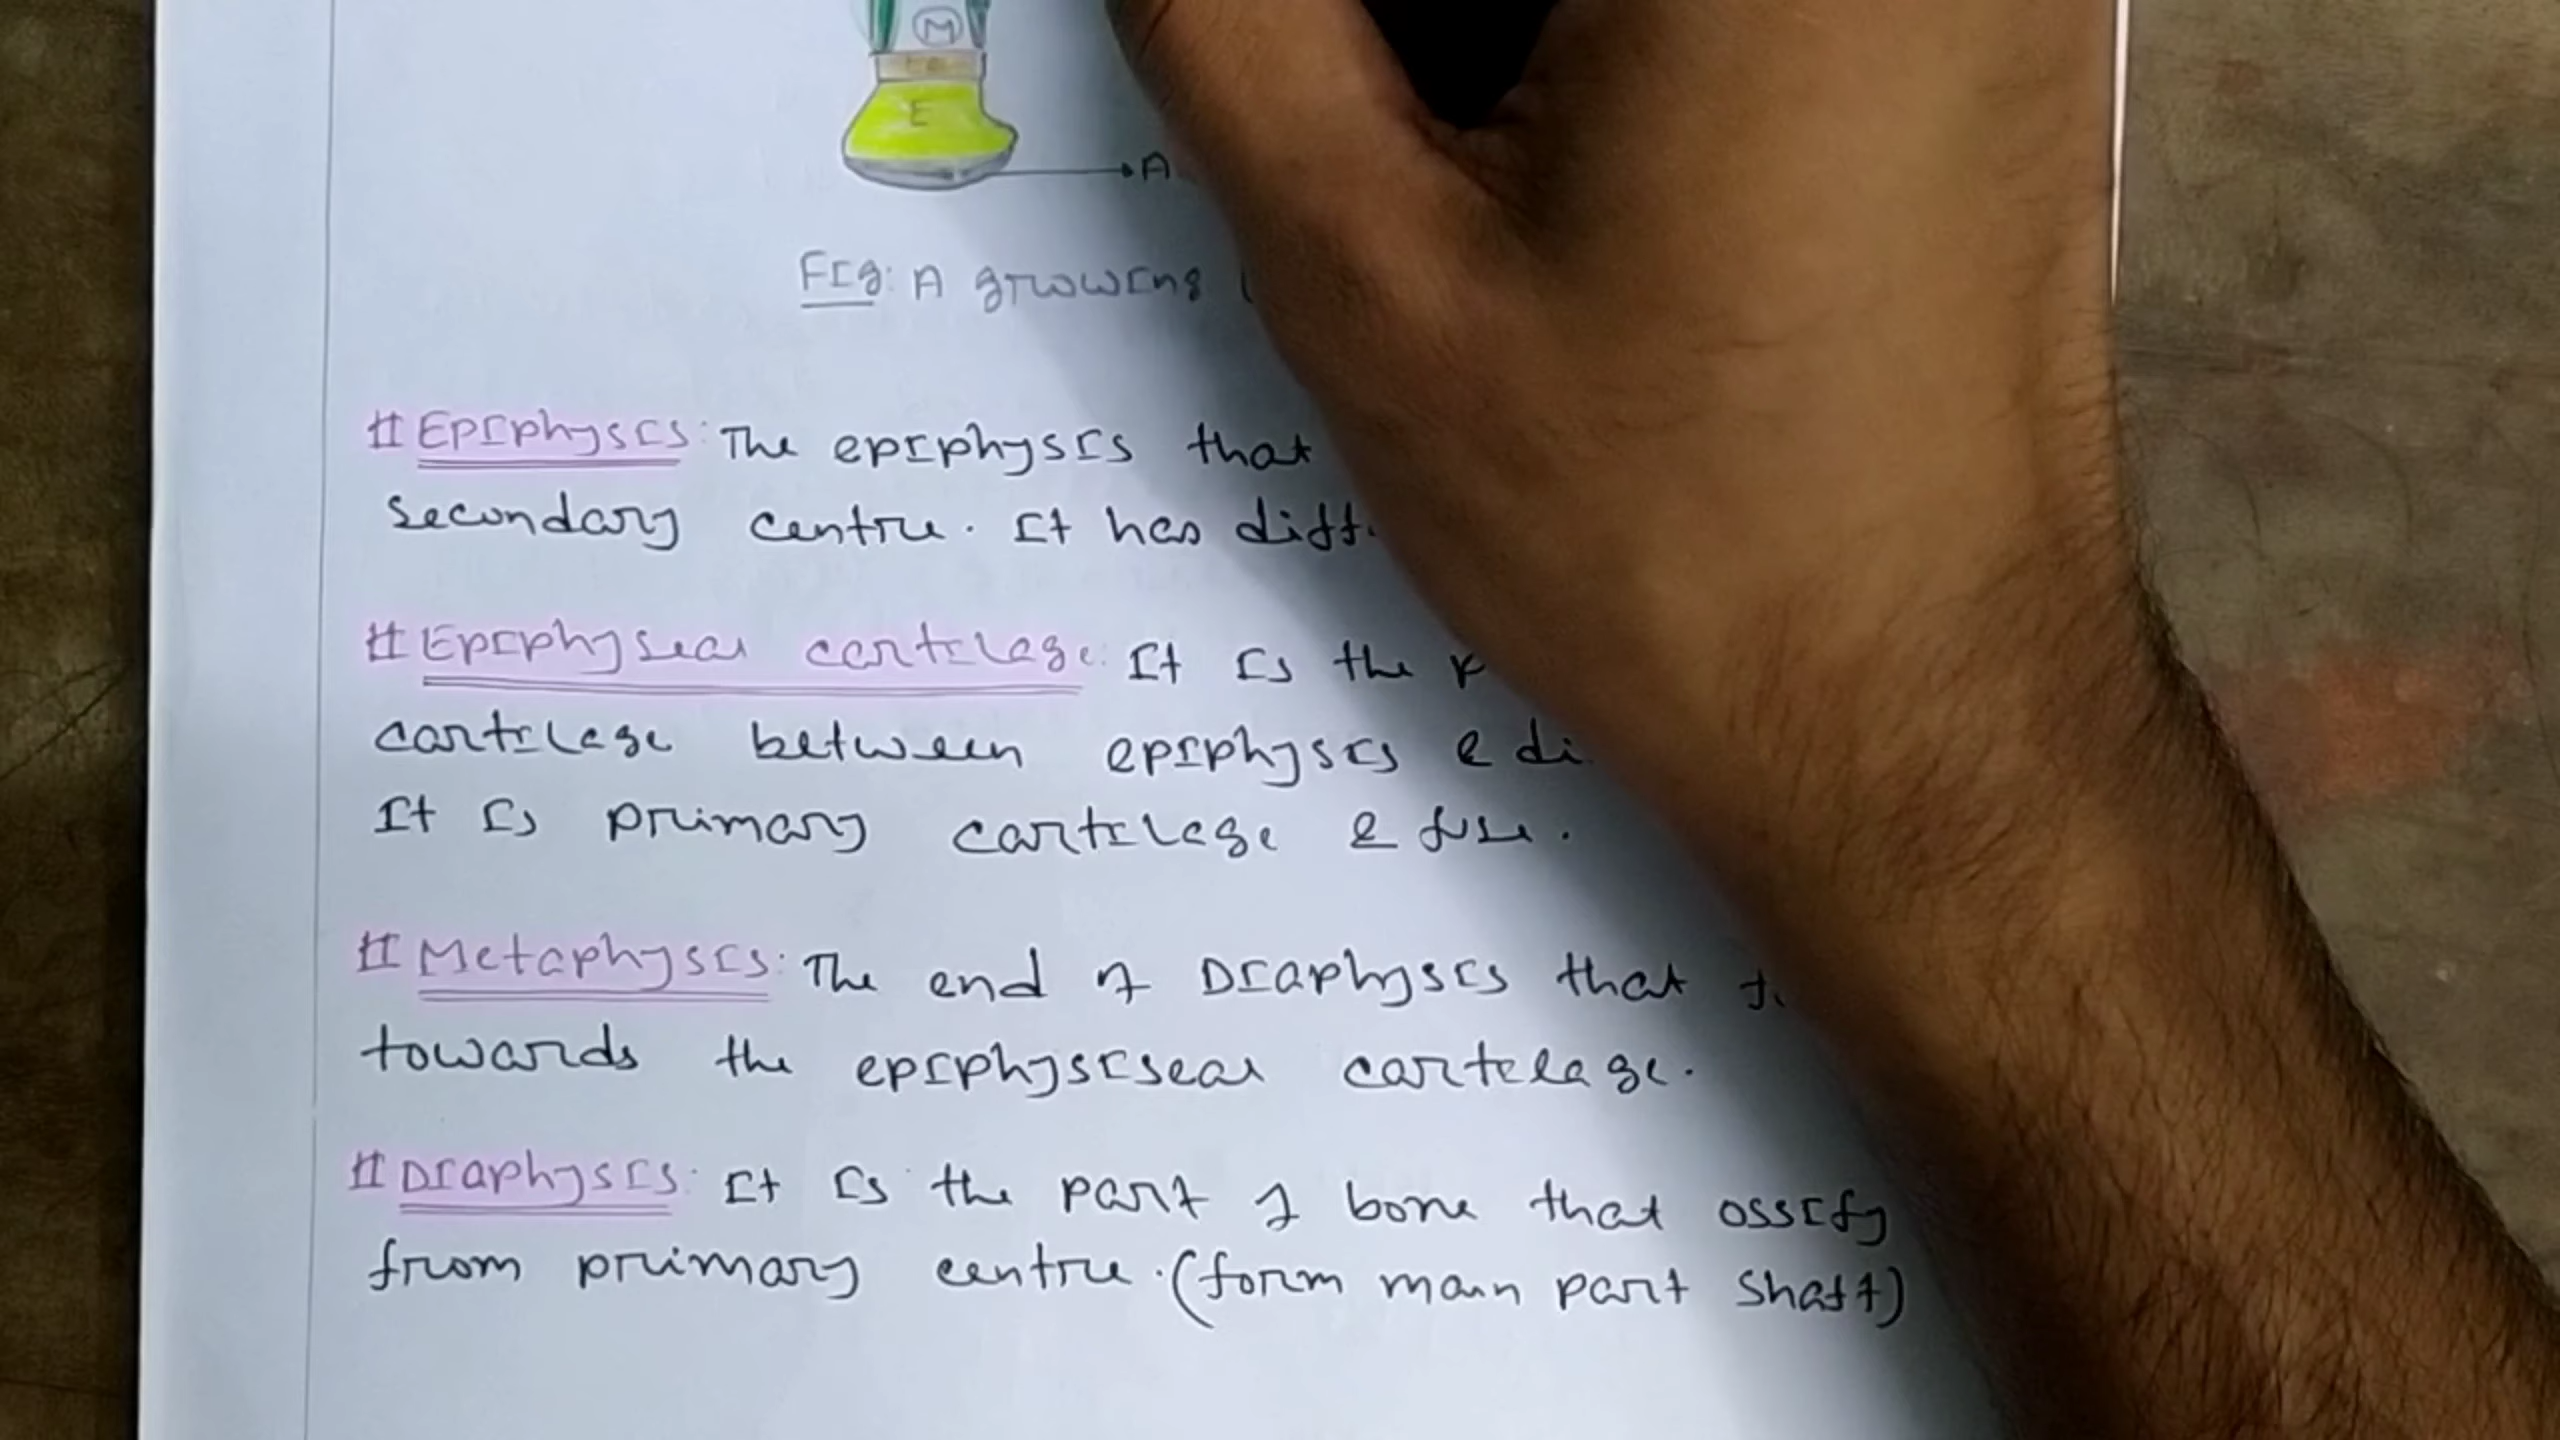 M
E
A
Fig: A growing
# Epiphysis: The epiphysis that
secondary centre. It has
# Epiphyseal cartilage: It is the
cartilage between epiphysis &
It is primary cartilage & fuse.
# Metaphysis: The end of Diaphysis that
towards the epiphysiseal cartelage.
# Diaphysis: It is the part of bone that ossify
from primary centre. (form main part shaft)